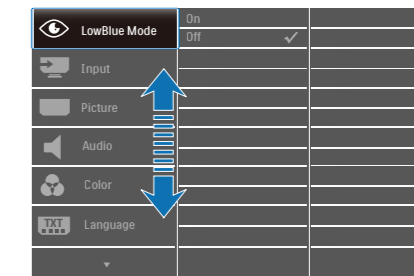 LowBlue Mode
On
Off
Input
Picture
Audio
Color
TXT
Language